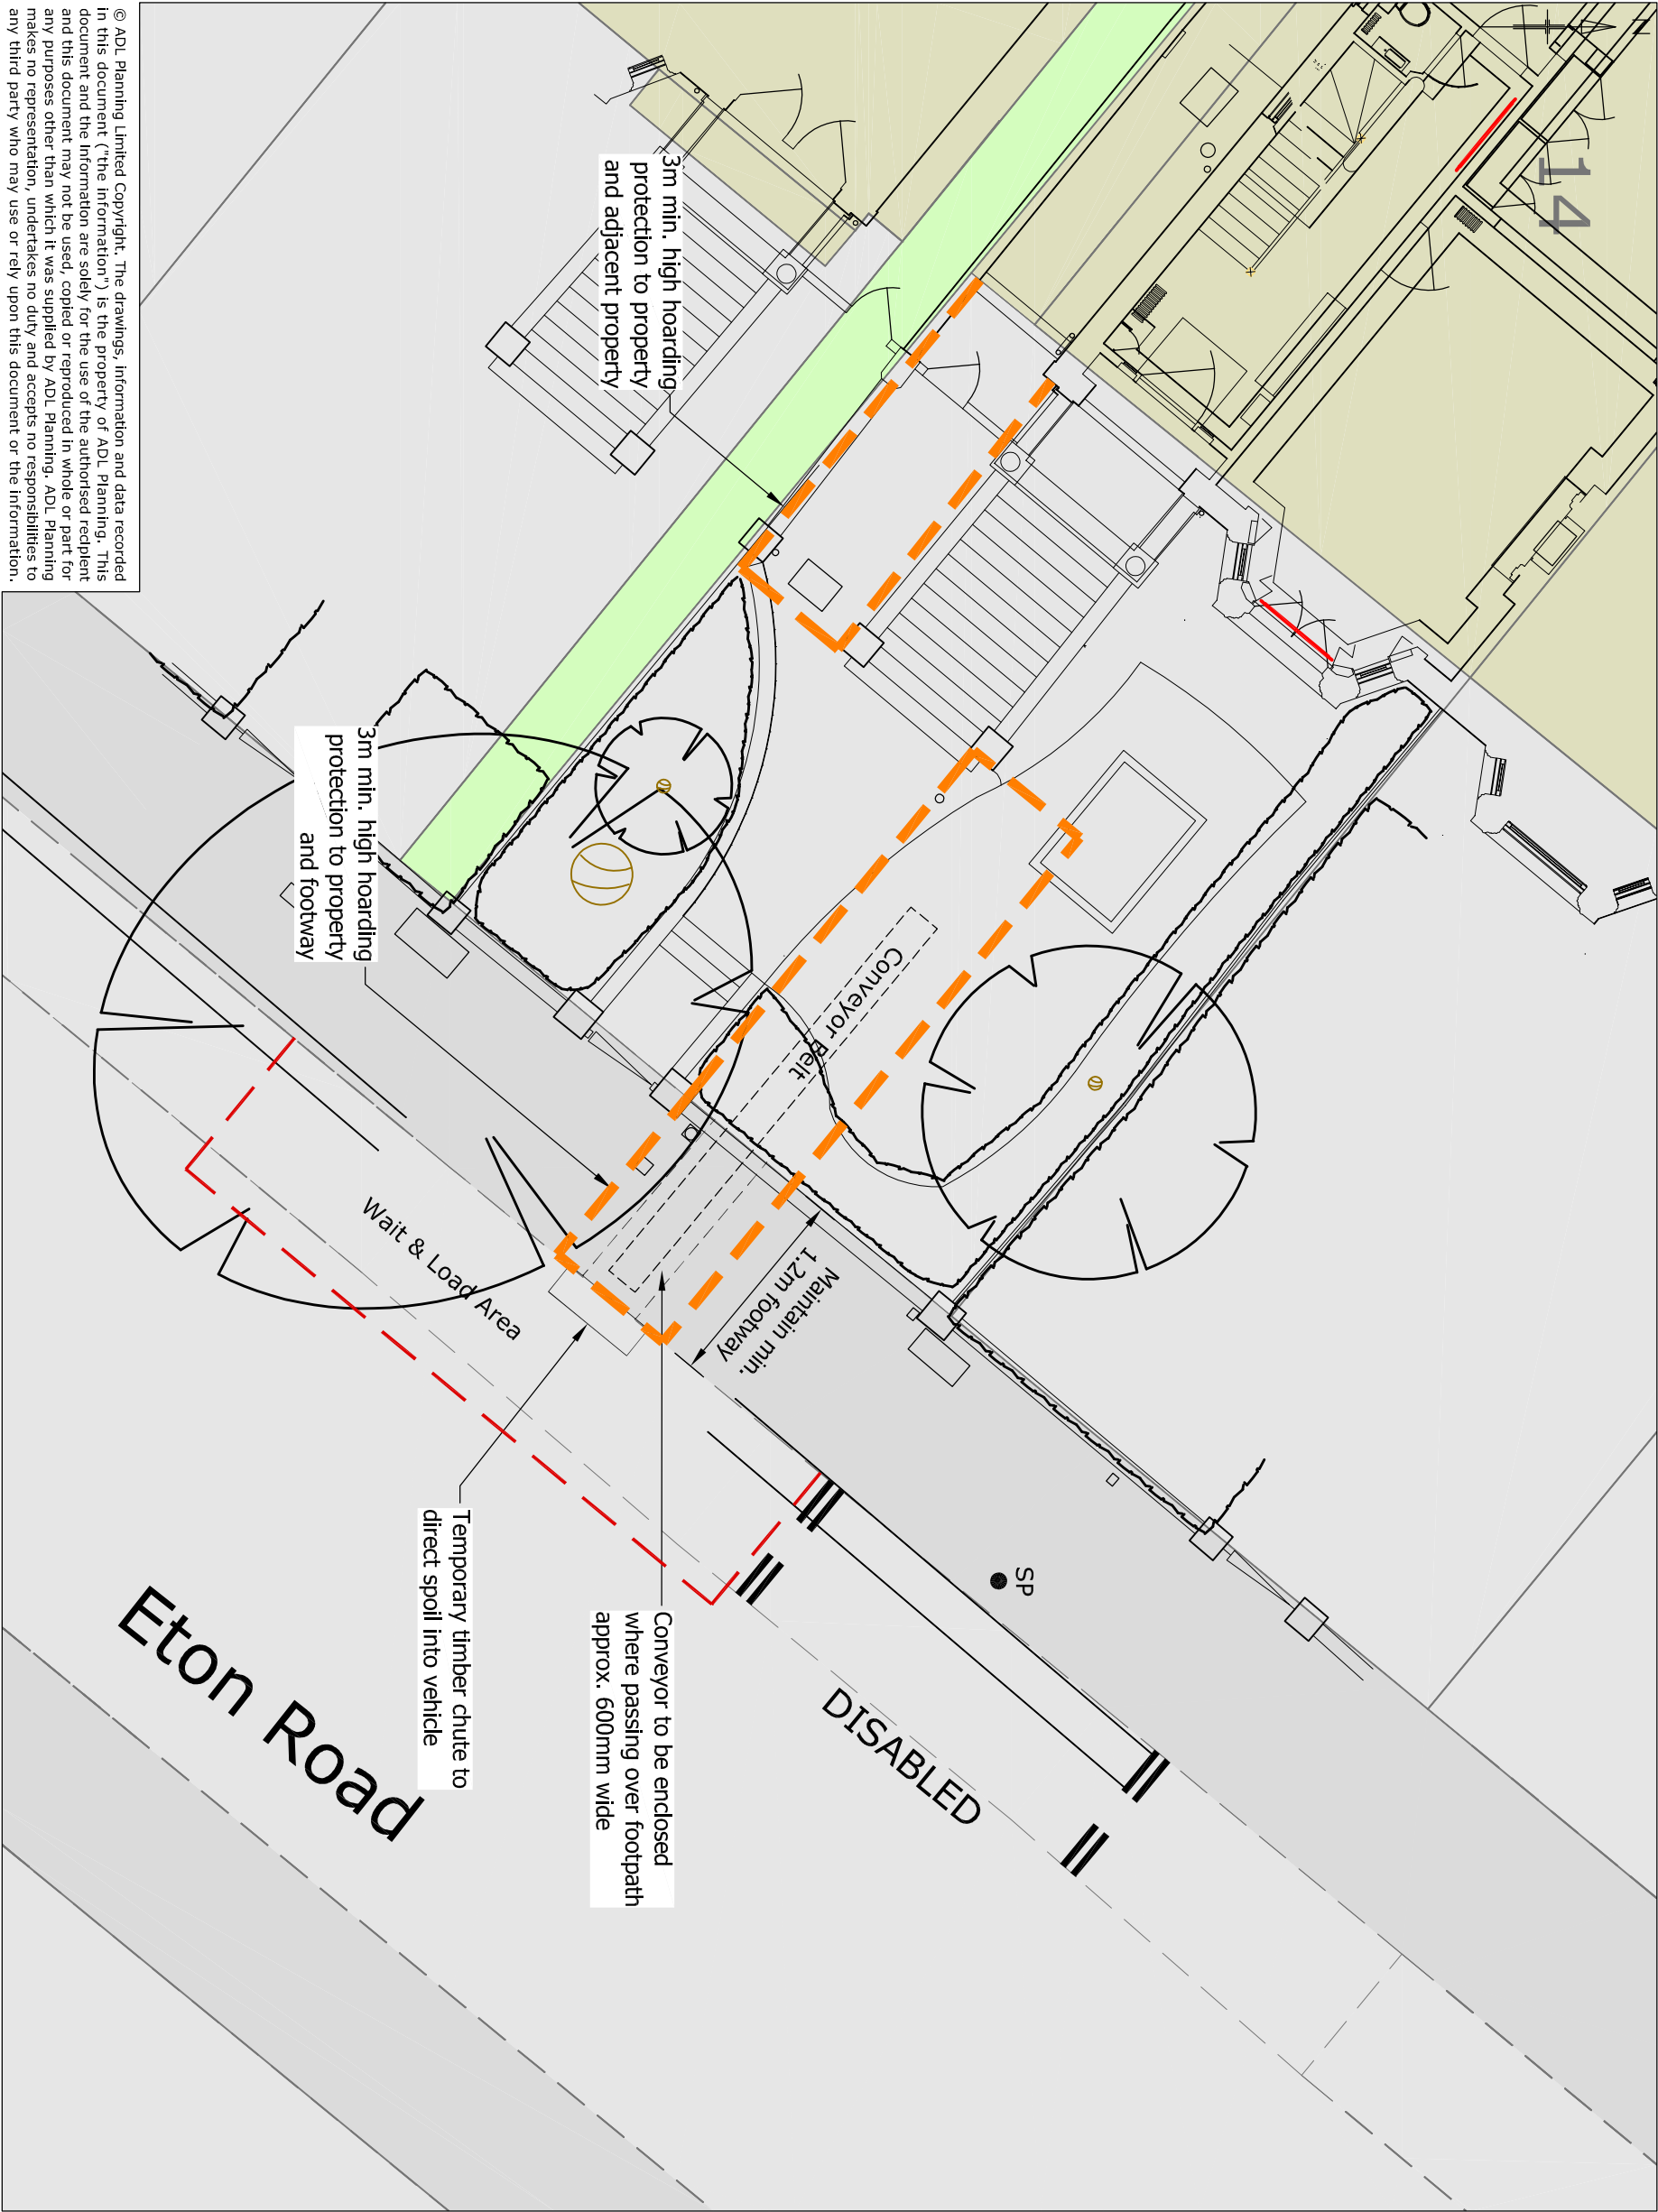 N
14
3m min. high hoarding
protection to property
and adjacent property
3m min. high hoarding
protection to property
and footway
Conveyor Belt
Maintain min.
1.2m footway
Wait & Load Area
SP
DISABLED
Conveyor to be enclosed
where passing over footpath
approx. 600mm wide
Temporary timber chute to
direct spoil into vehicle
Eton Road
© ADL Planning Limited Copyright. The drawings, information and data recorded
in this document ("the information") is the property of ADL Planning. This
document and the Information are solely for the use of the authorised recipient
and this document may not be used, copied or reproduced in whole or part for
any purposes other than which it was supplied by ADL Planning. ADL Planning
makes no representation, undertakes no duty and accepts no responsibilities to
any third party who may use or rely upon this document or the information.